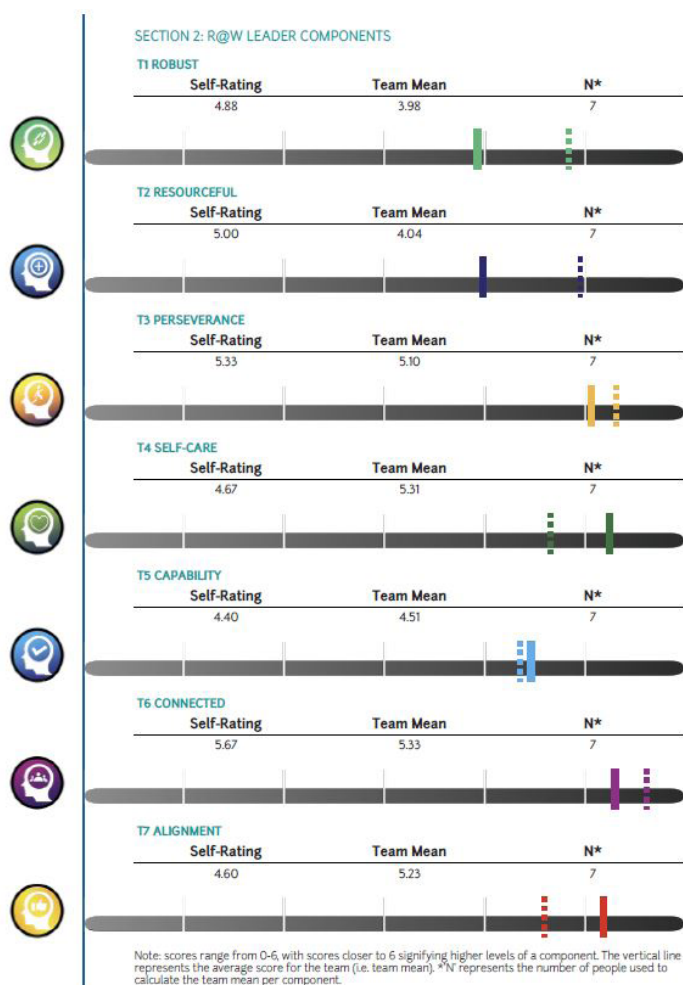 SECTION 2: R@W LEADER COMPONENTS
T1 ROBUST
Self-Rating Team Mean N*
4.88 3.98 7
T2 RESOURCEFUL
Self-Rating Team Mean N*
5.00 4.04 7
T3 PERSEVERANCE
Self-Rating Team Mean N*
5.33 5.10 7
T4 SELF-CARE
Self-Rating Team Mean N*
4.67 5.31 7
T5 CAPABILITY
Self-Rating Team Mean N*
4.40 4.51 7
T6 CONNECTED
Self-Rating Team Mean N*
5.67 5.33 7
T7 ALIGNMENT
Self-Rating Team Mean N*
4.60 5.23 7
Note: scores range from 0-6, with scores closer to 6 signifying higher levels of a component. The vertical line
represents the average score for the team (i.e. team mean). *'N' represents the number of people used to
calculate the team mean per component.